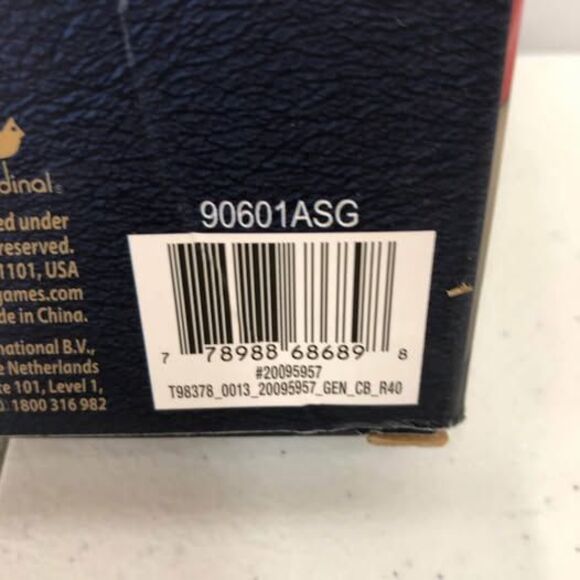 dinal®
ed under
reserved.
1101, USA
games.com
de in China.
national B.V.,
e Netherlands
te 101, Level 1,
1800 316 982
90601ASG
7 78988 68689 8
#20095957
T98378_0013_20095957_GEN_CB_R40